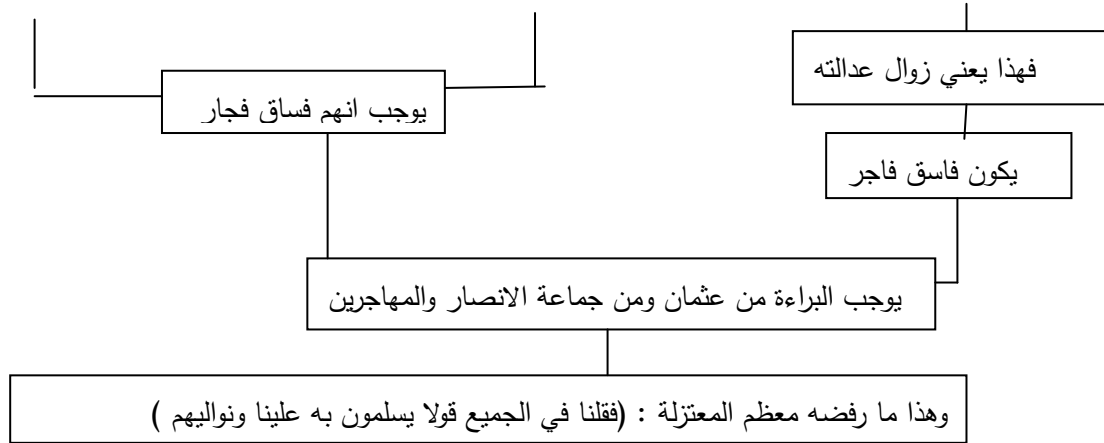 فهذا يعني زوال عدالته
يوجب انهم فساق فجار
يكون فاسق فاجر
يوجب البراءة من عثمان ومن جماعة الانصار والمهاجرين
وهذا ما رفضه معظم المعتزلة : (فقلنا في الجميع قولا يسلمون به علينا ونواليهم )